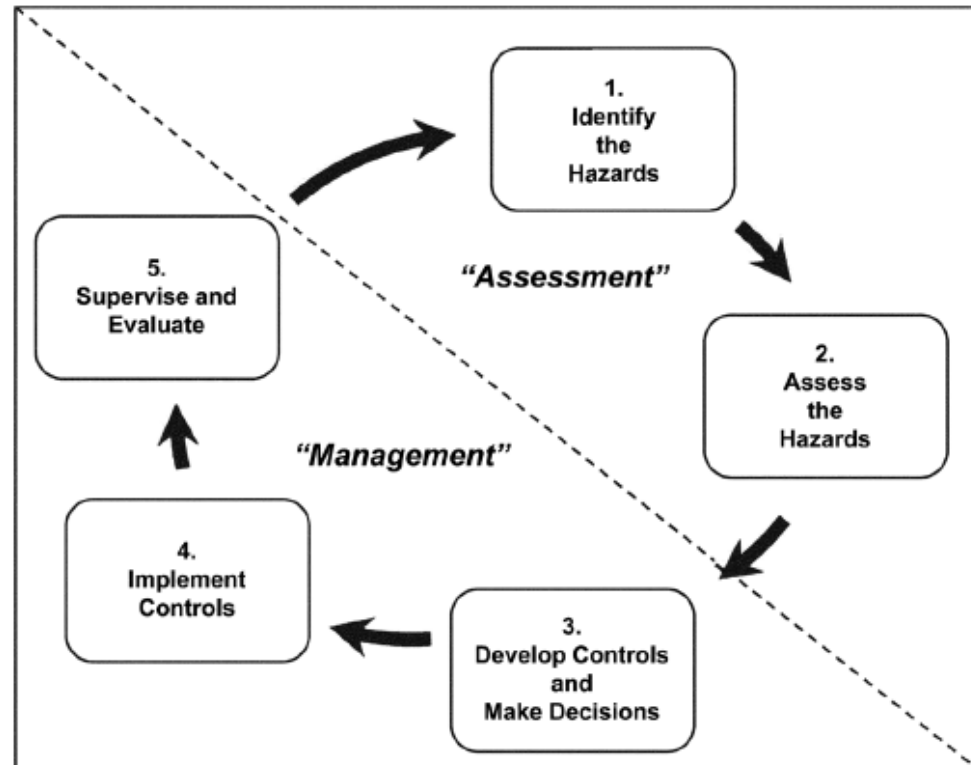 1.
Identify
the
Hazards
"Assessment"
2.
Assess
the
Hazards
3.
Develop Controls
and
Make Decisions
4.
Implement
Controls
5.
Supervise and
Evaluate
"Management"